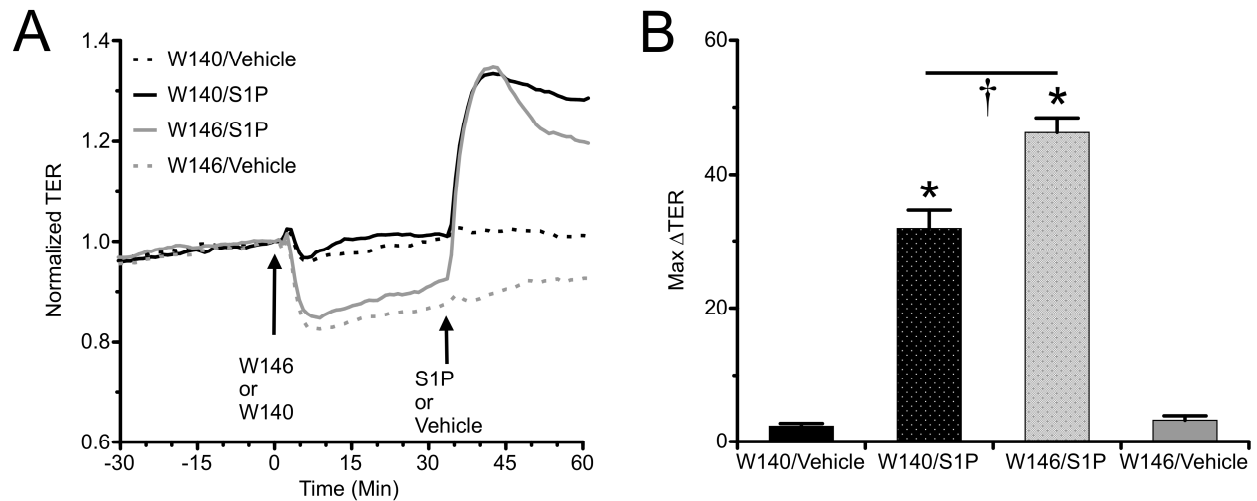 A
Normalized TER
1.4
1.2
1.0
0.8
0.6
W140/Vehicle
W140/S1P
W146/S1P
W146/Vehicle
W146
or
W140
S1P
or
Vehicle
-30
-15
0
15
30
45
60
Time (Min)
B
Max ΔTER
60
40
20
0
†
*
*
W140/Vehicle
W140/S1P
W146/S1P
W146/Vehicle